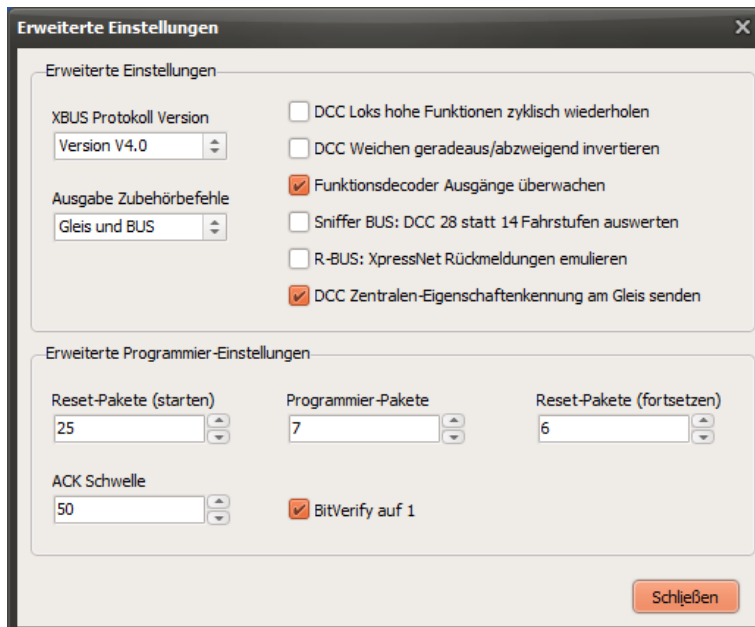 Erweiterte Einstellungen
Erweiterte Einstellungen
XBUS Protokoll Version
Version V4.0
Ausgabe Zubehörbefehle
Gleis und BUS
DCC Loks hohe Funktionen zyklisch wiederholen
DCC Weichen geradeaus/abzweigend invertieren
Funktionsdecoder Ausgänge überwachen
Sniffer BUS: DCC 28 statt 14 Fahrstufen auswerten
R-BUS: XpressNet Rückmeldungen emulieren
DCC Zentralen-Eigenschaftenkennung am Gleis senden
Erweiterte Programmier-Einstellungen
Reset-Pakete (starten)
25
Programmier-Pakete
7
Reset-Pakete (fortsetzen)
6
ACK Schwelle
50
BitVerify auf 1
Schließen